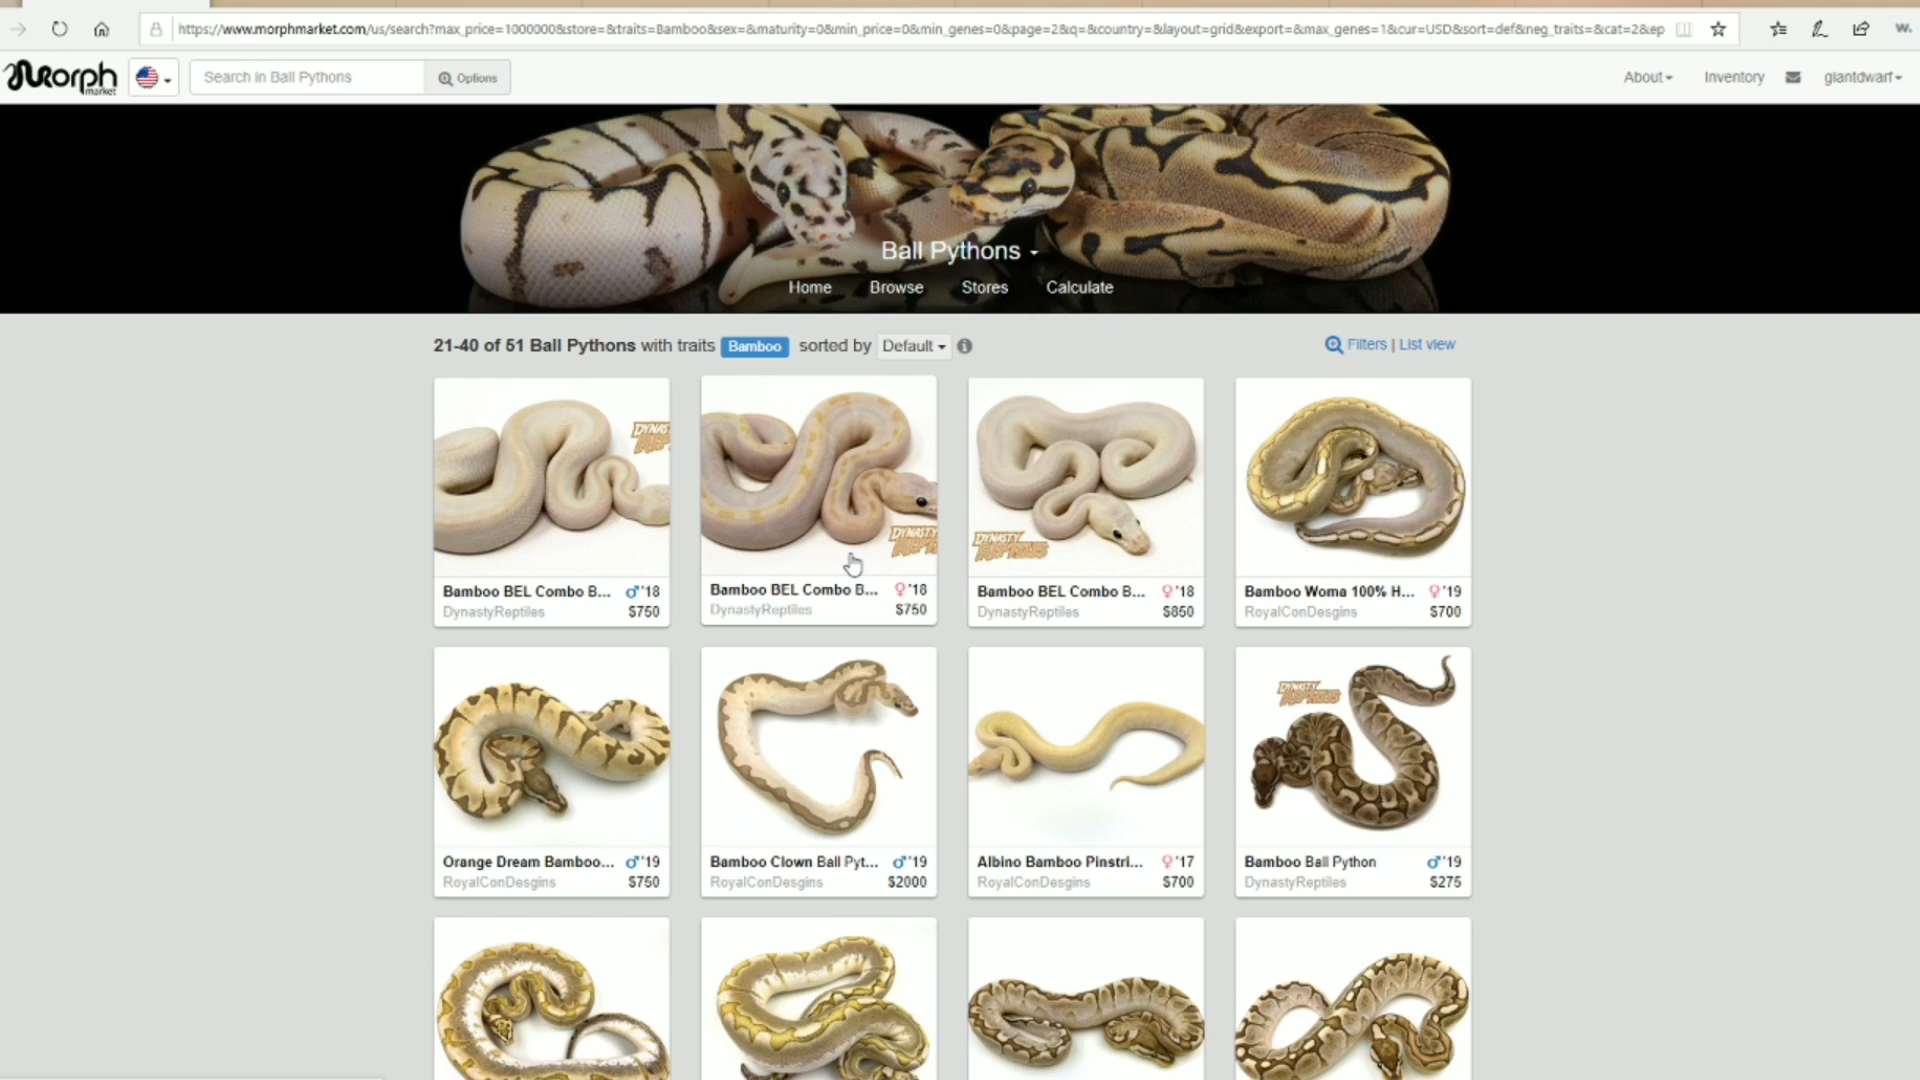 https://www.morphmarket.com/us/search?max_price=1000000&store=&traits=Bamboo&sex=&maturity=0&min_price=0&min_genes=0&page=2&q=&country=&layout=grid&export=&max_genes=1&cur=USD&sort=def&neg_traits=&cat=2&ep
Morph market
Search in Ball Pythons
Options
About
Inventory
giantdwarf
Ball Pythons
Home Browse Stores Calculate
21-40 of 51 Ball Pythons with traits Bamboo sorted by Default
Filters | List view
DYNASTY REPTILES
Bamboo BEL Combo B... ♂'18
DynastyReptiles $750
Bamboo BEL Combo B... ♀'18
DynastyReptiles $750
DYNASTY REPTILES
Bamboo BEL Combo B... ♀'18
DynastyReptiles $850
Bamboo Woma 100% H... ♀'19
RoyalConDesgins $700
Orange Dream Bamboo... ♂'19
RoyalConDesgins $750
Bamboo Clown Ball Pyt... ♂'19
RoyalConDesgins $2000
Albino Bamboo Pinstri... ♀'17
RoyalConDesgins $700
DYNASTY REPTILES
Bamboo Ball Python ♂'19
DynastyReptiles $275